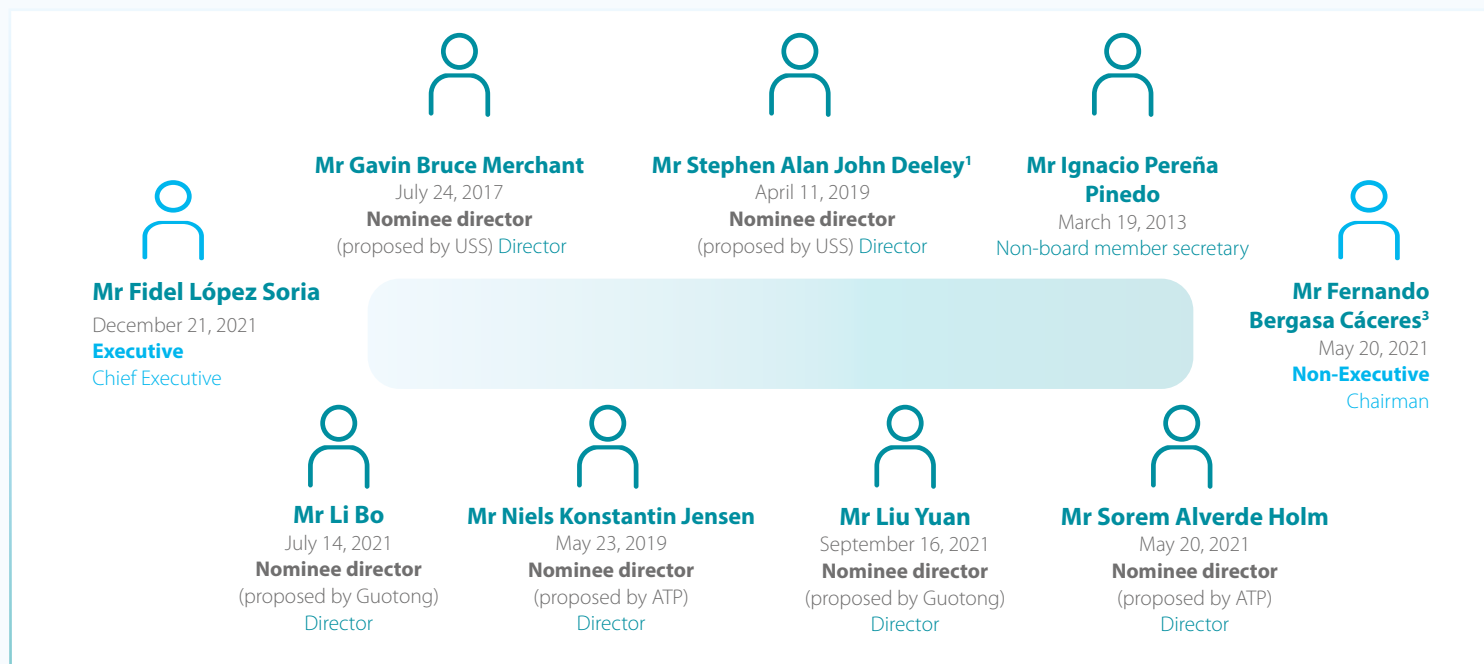 Mr Gavin Bruce Merchant
July 24, 2017
Nominee director
(proposed by USS) Director
Mr Stephen Alan John Deeley¹
April 11, 2019
Nominee director
(proposed by USS) Director
Mr Ignacio Pereña
Pinedo
March 19, 2013
Non-board member secretary
Mr Fidel López Soria
December 21, 2021
Executive
Chief Executive
Mr Fernando
Bergasa Cáceres³
May 20, 2021
Non-Executive
Chairman
Mr Li Bo
July 14, 2021
Nominee director
(proposed by Guotong)
Director
Mr Niels Konstantin Jensen
May 23, 2019
Nominee director
(proposed by ATP)
Director
Mr Liu Yuan
September 16, 2021
Nominee director
(proposed by Guotong)
Director
Mr Sorem Alverde Holm
May 20, 2021
Nominee director
(proposed by ATP)
Director